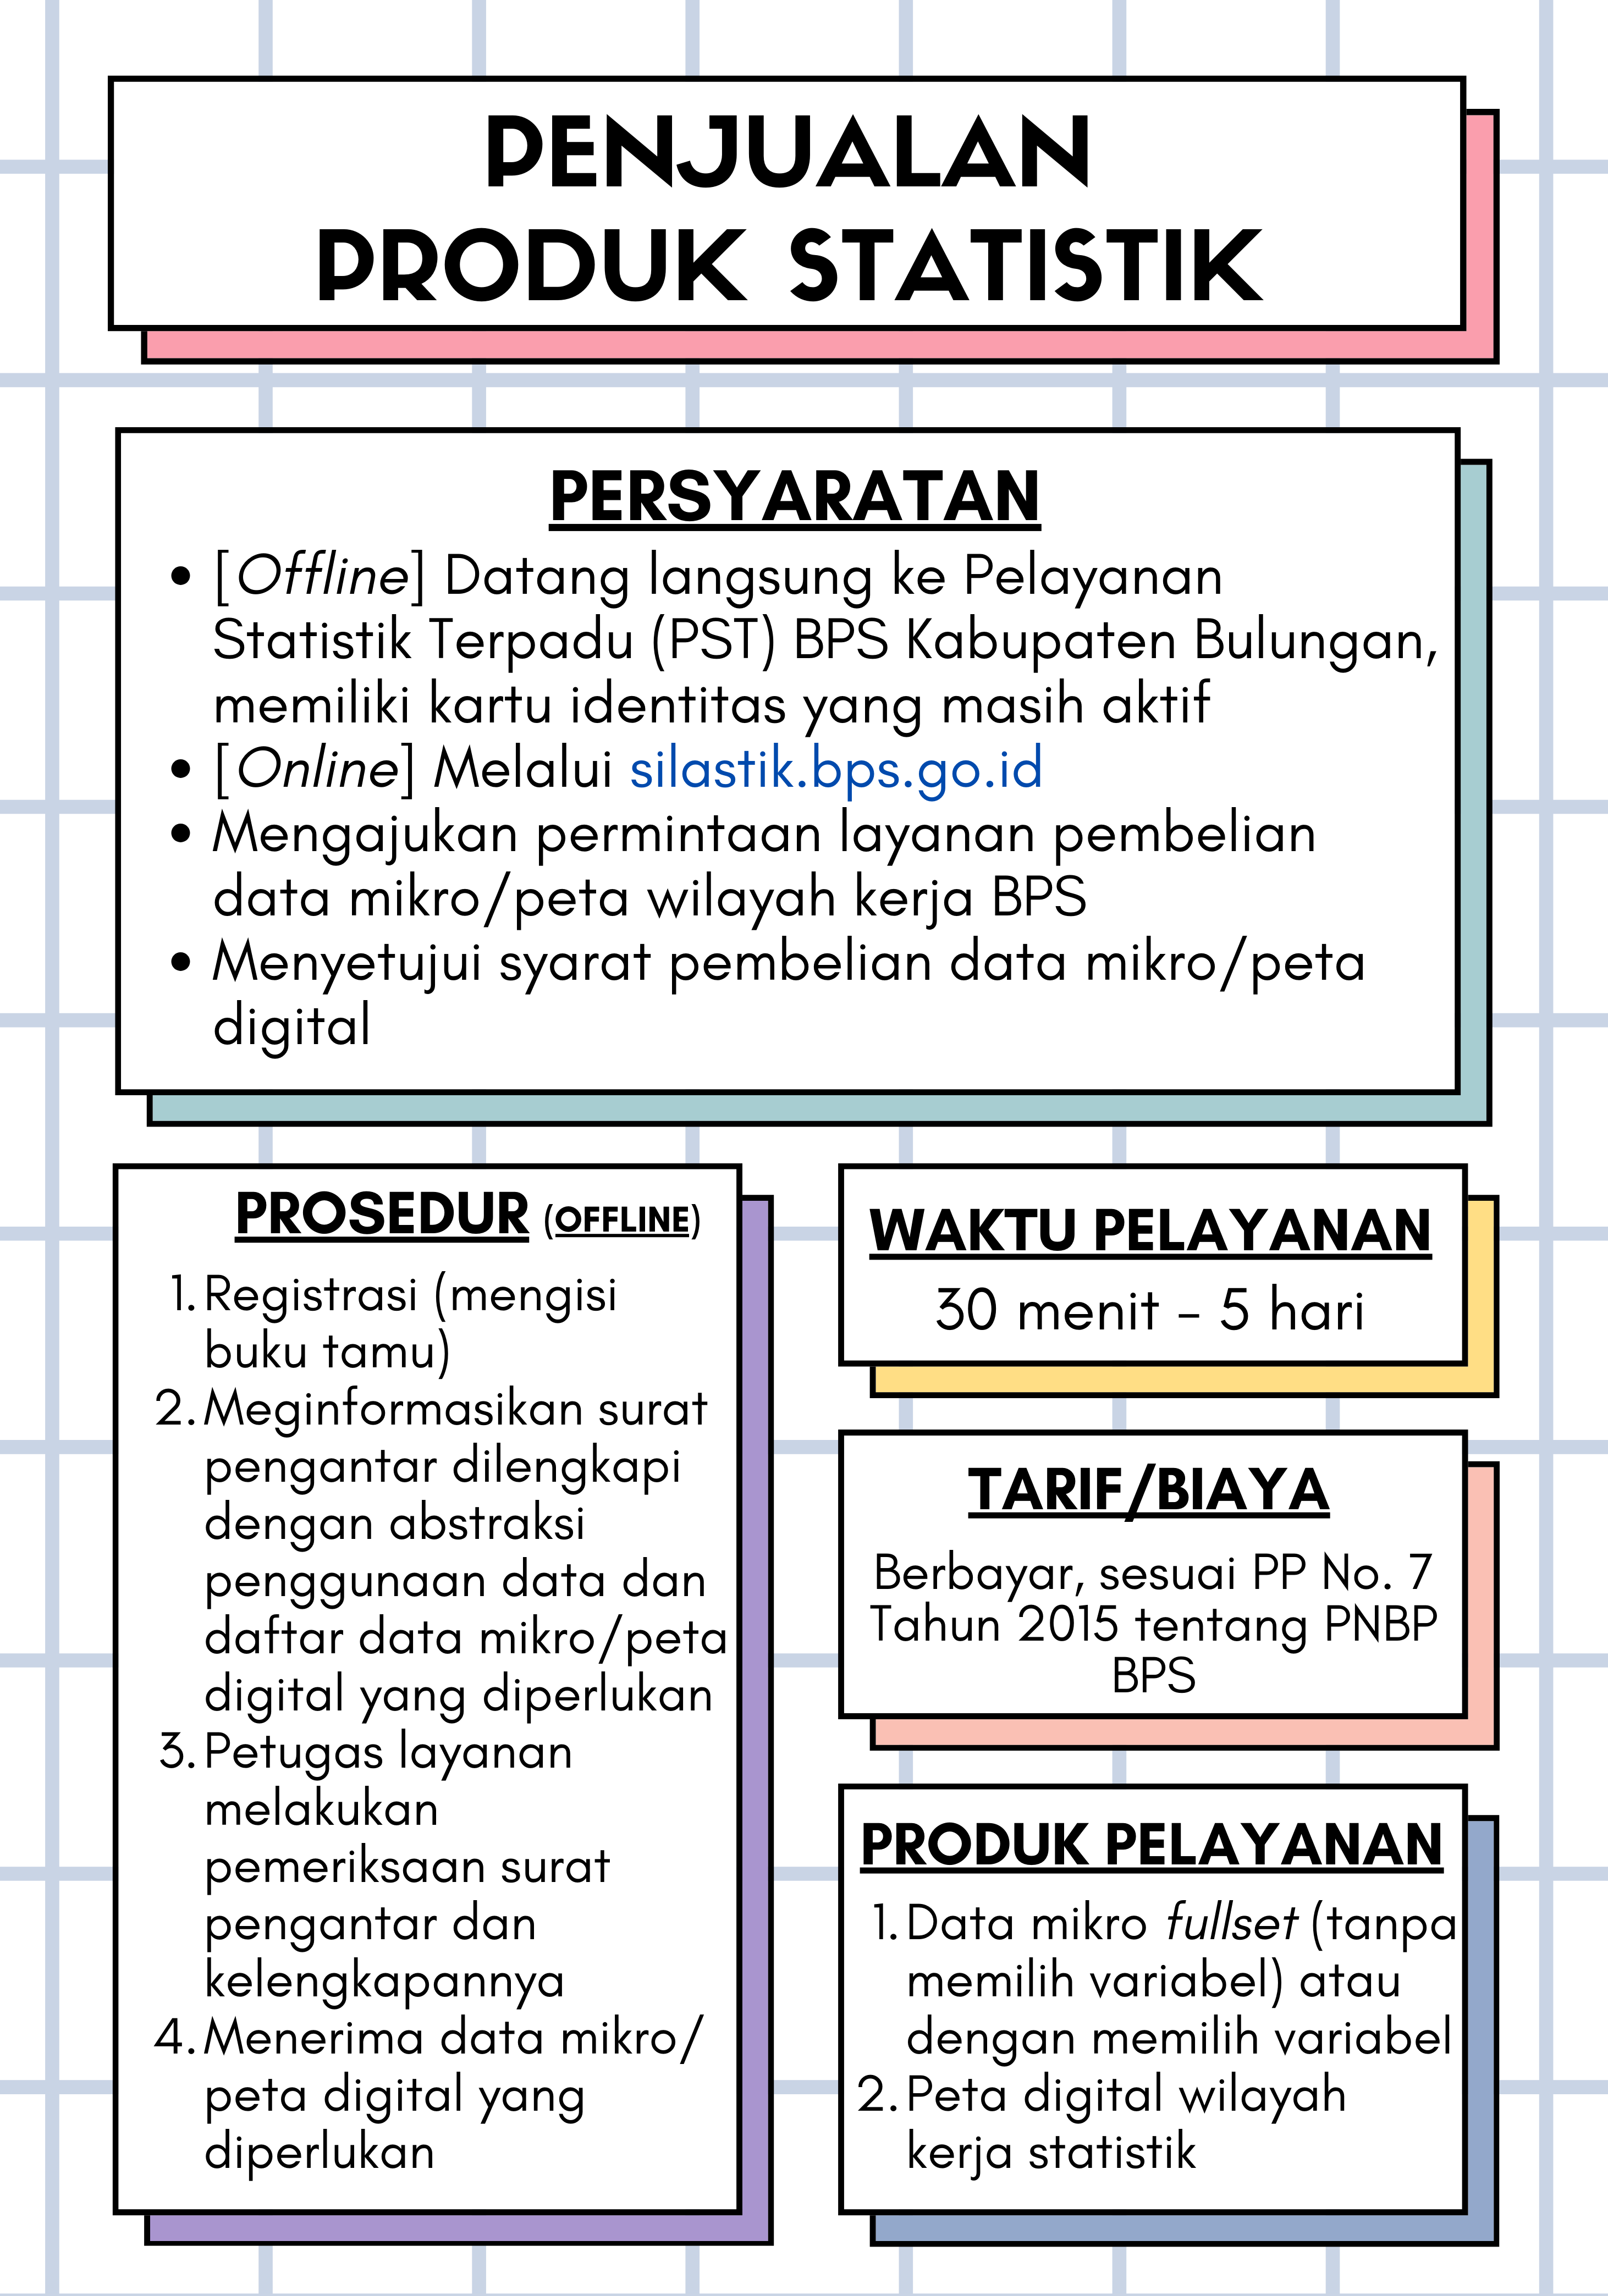 PENJUALAN
PRODUK STATISTIK
PERSYARATAN
• [Offline] Datang langsung ke Pelayanan
Statistik Terpadu (PST) BPS Kabupaten Bulungan,
memiliki kartu identitas yang masih aktif
• [Online] Melalui silastik.bps.go.id
• Mengajukan permintaan layanan pembelian
data mikro/peta wilayah kerja BPS
• Menyetujui syarat pembelian data mikro/peta
digital
PROSEDUR (OFFLINE)
1. Registrasi (mengisi
buku tamu)
2. Meginformasikan surat
pengantar dilengkapi
dengan abstraksi
penggunaan data dan
daftar data mikro/peta
digital yang diperlukan
3. Petugas layanan
melakukan
pemeriksaan surat
pengantar dan
kelengkapannya
4. Menerima data mikro/
peta digital yang
diperlukan
WAKTU PELAYANAN
30 menit – 5 hari
TARIF/BIAYA
Berbayar, sesuai PP No. 7
Tahun 2015 tentang PNBP
BPS
PRODUK PELAYANAN
1. Data mikro fullset (tanpa
memilih variabel) atau
dengan memilih variabel
2. Peta digital wilayah
kerja statistik